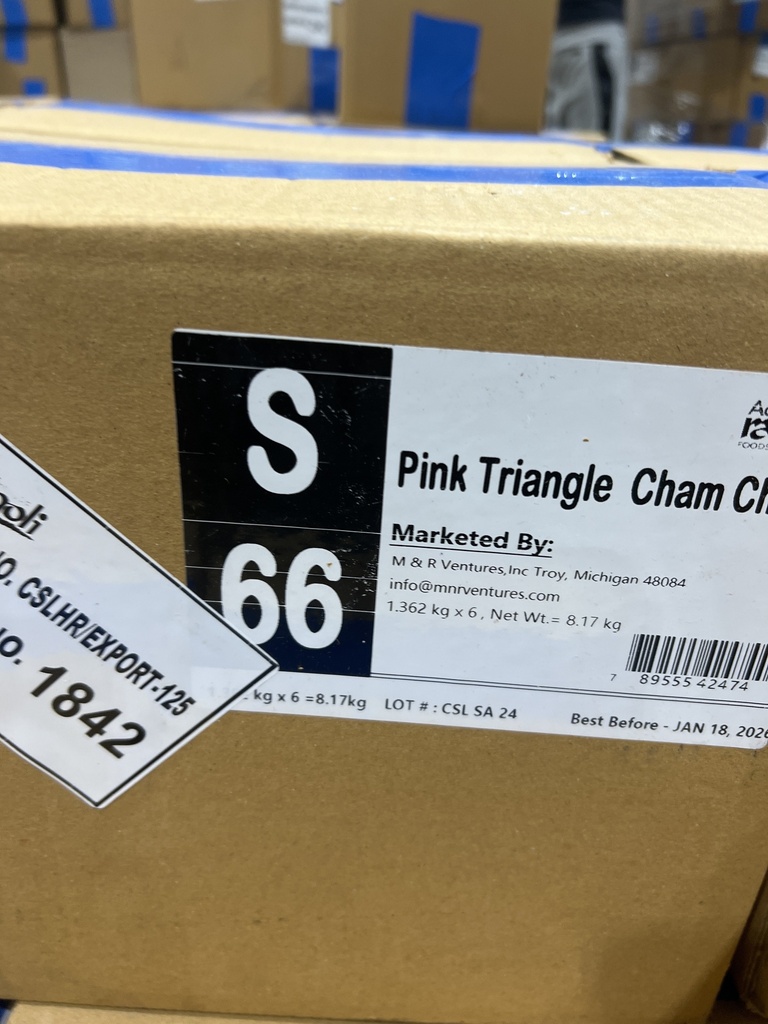 S
66
Pink Triangle Cham
Marketed By:
M & R Ventures,Inc Troy, Michigan 48084
info@mnrventures.com
1.362 kg x 6 , Net Wt.= 8.17 kg
7 89555 42474
kg x 6 =8.17kg LOT # : CSL SA 24
Best Before - JAN 18, 2026
FOODS
CSLHR/EXPORT-125
1842